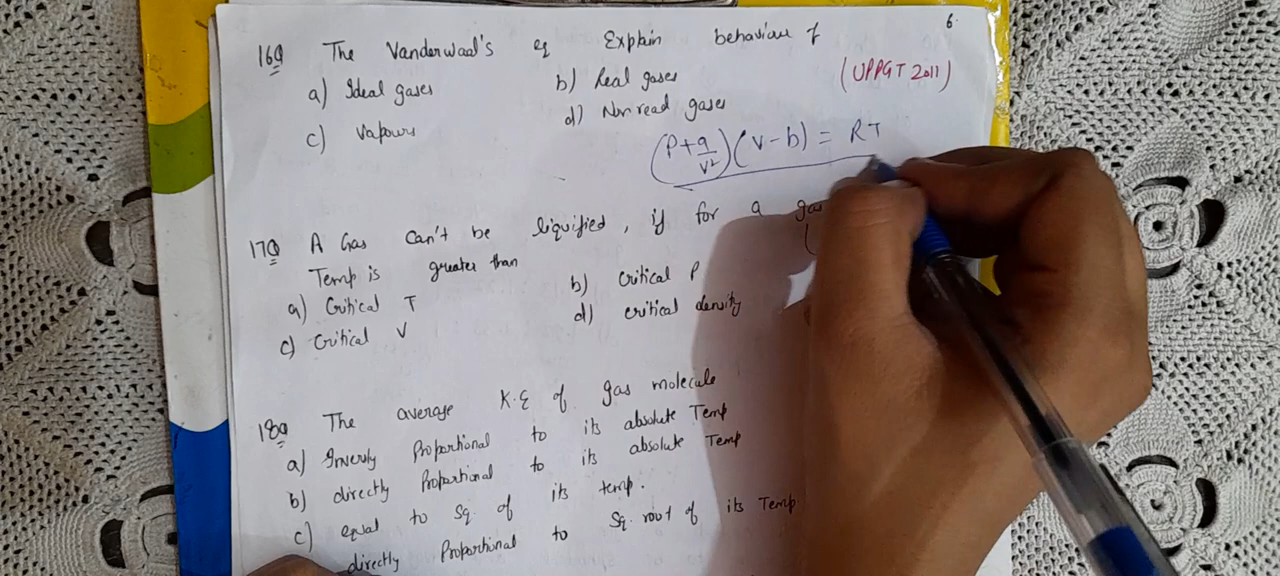 6.
16Q The Vanderwaal's eq Explain behaviour of
(UPPGT 2011)
a) Ideal gases b) Real gases
c) Vapours d) Non read gases
(P+a/V²)(V-b) = RT
17Q A Gas can't be liquified, if for a gas
Temp is greater than
a) Critical T b) Critical P
c) Critical V d) critical density
18Q The average K.E of gas molecule
a) Inversly Proportional to its absolute Temp
b) directly Proportional to its absolute Temp
c) equal to Sq. of its temp.
directly Proportional to Sq. root of its Temp